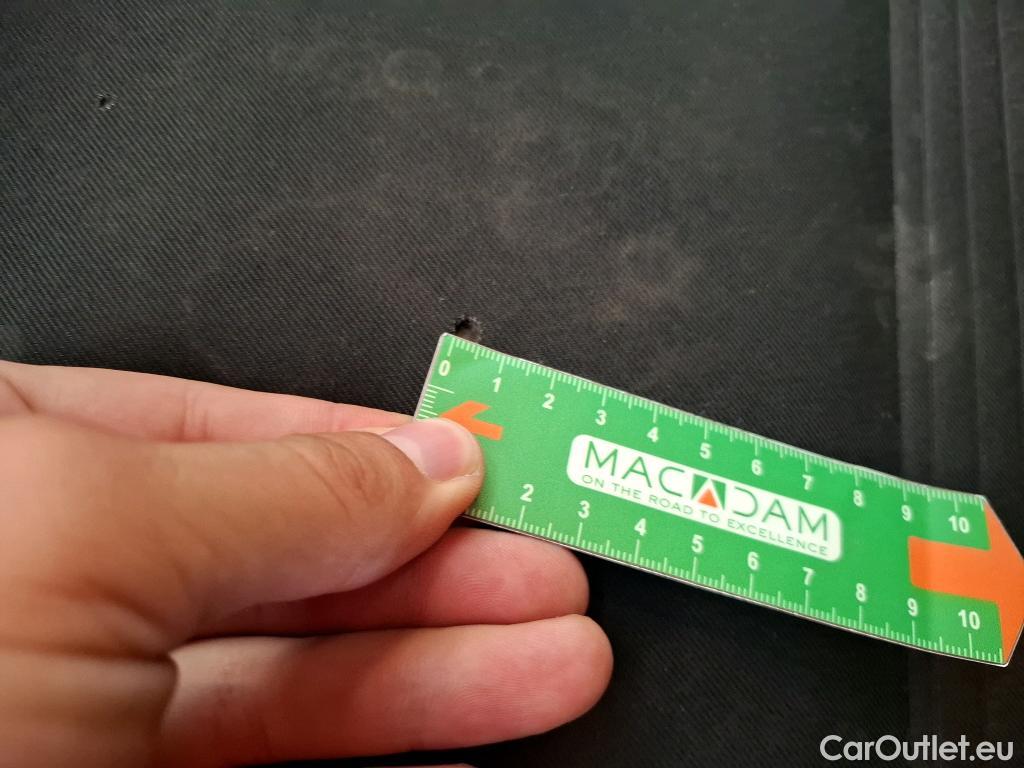 0 1 2 3 4 5 6 7 8 9 10
MACADAM
ON THE ROAD TO EXCELLENCE
2 3 4 5 6 7 8 9 10
CarOutlet.eu